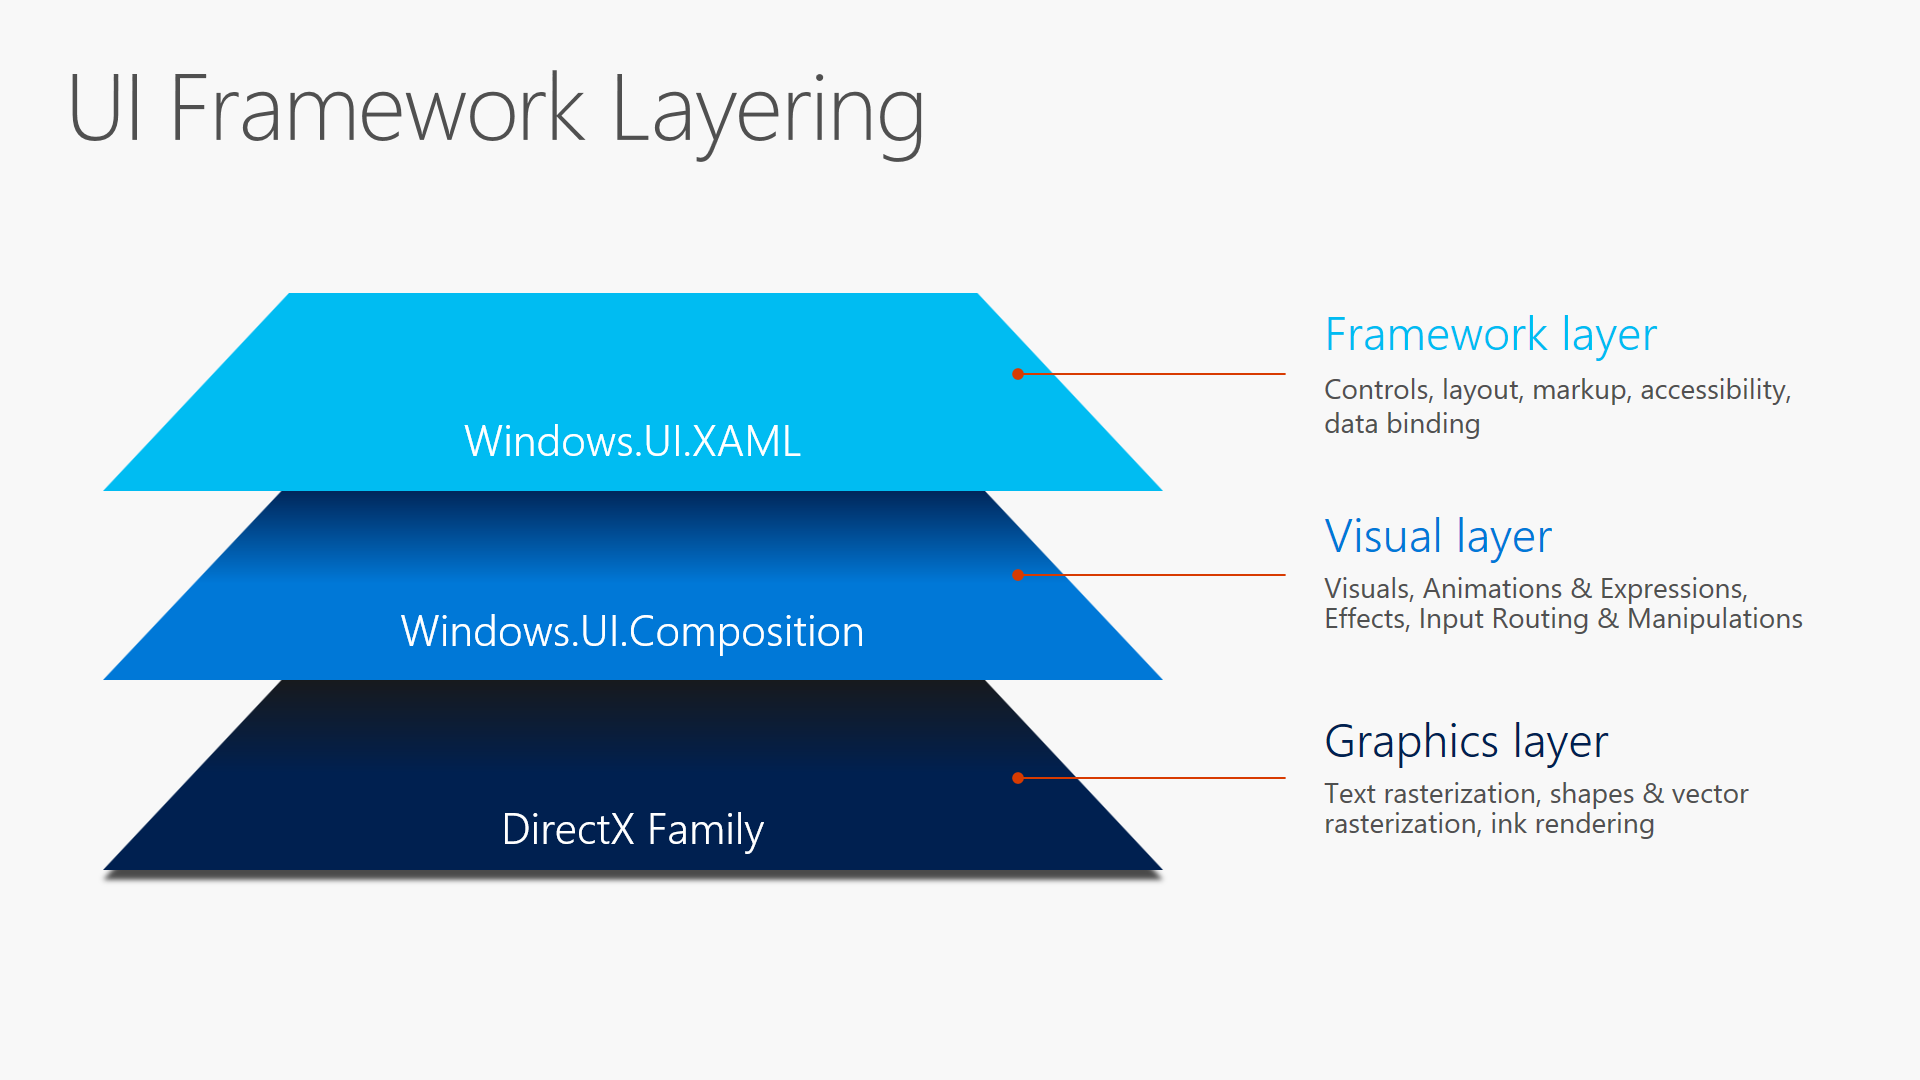 UI Framework Layering
Windows.UI.XAML
Framework layer
Controls, layout, markup, accessibility,
data binding
Windows.UI.Composition
Visual layer
Visuals, Animations & Expressions,
Effects, Input Routing & Manipulations
DirectX Family
Graphics layer
Text rasterization, shapes & vector
rasterization, ink rendering